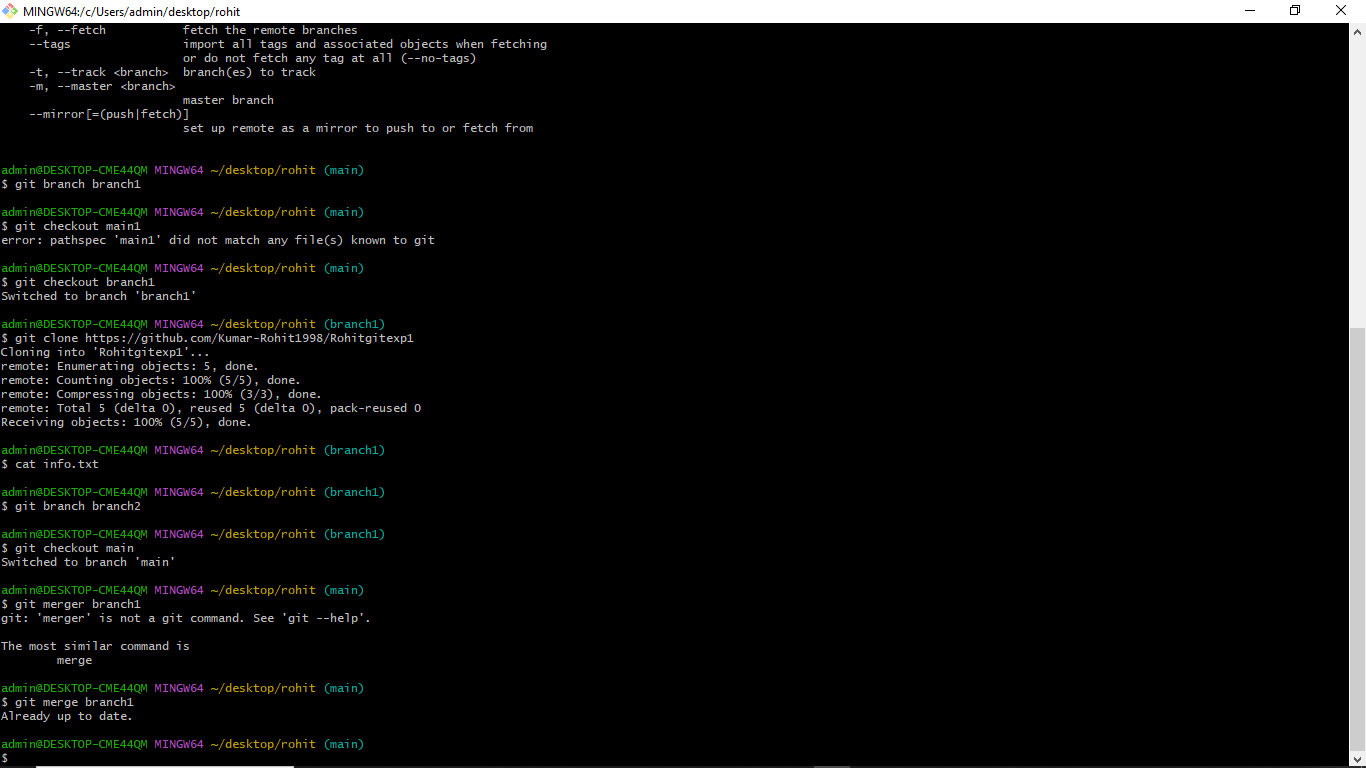 MINGW64:/c/Users/admin/desktop/rohit
-f, --fetch fetch the remote branches
--tags import all tags and associated objects when fetching
or do not fetch any tag at all (--no-tags)
-t, --track <branch> branch(es) to track
-m, --master <branch>
master branch
--mirror[=(push|fetch)]
set up remote as a mirror to push to or fetch from
admin@DESKTOP-CME44QM MINGW64 ~/desktop/rohit (main)
$ git branch branch1
admin@DESKTOP-CME44QM MINGW64 ~/desktop/rohit (main)
$ git checkout main1
error: pathspec 'main1' did not match any file(s) known to git
admin@DESKTOP-CME44QM MINGW64 ~/desktop/rohit (main)
$ git checkout branch1
Switched to branch 'branch1'
admin@DESKTOP-CME44QM MINGW64 ~/desktop/rohit (branch1)
$ git clone https://github.com/Kumar-Rohit1998/Rohitgitexp1
Cloning into 'Rohitgitexp1'...
remote: Enumerating objects: 5, done.
remote: Counting objects: 100% (5/5), done.
remote: Compressing objects: 100% (3/3), done.
remote: Total 5 (delta 0), reused 5 (delta 0), pack-reused 0
Receiving objects: 100% (5/5), done.
admin@DESKTOP-CME44QM MINGW64 ~/desktop/rohit (branch1)
$ cat info.txt
admin@DESKTOP-CME44QM MINGW64 ~/desktop/rohit (branch1)
$ git branch branch2
admin@DESKTOP-CME44QM MINGW64 ~/desktop/rohit (branch1)
$ git checkout main
Switched to branch 'main'
admin@DESKTOP-CME44QM MINGW64 ~/desktop/rohit (main)
$ git merger branch1
git: 'merger' is not a git command. See 'git --help'.
The most similar command is
merge
admin@DESKTOP-CME44QM MINGW64 ~/desktop/rohit (main)
$ git merge branch1
Already up to date.
admin@DESKTOP-CME44QM MINGW64 ~/desktop/rohit (main)
$